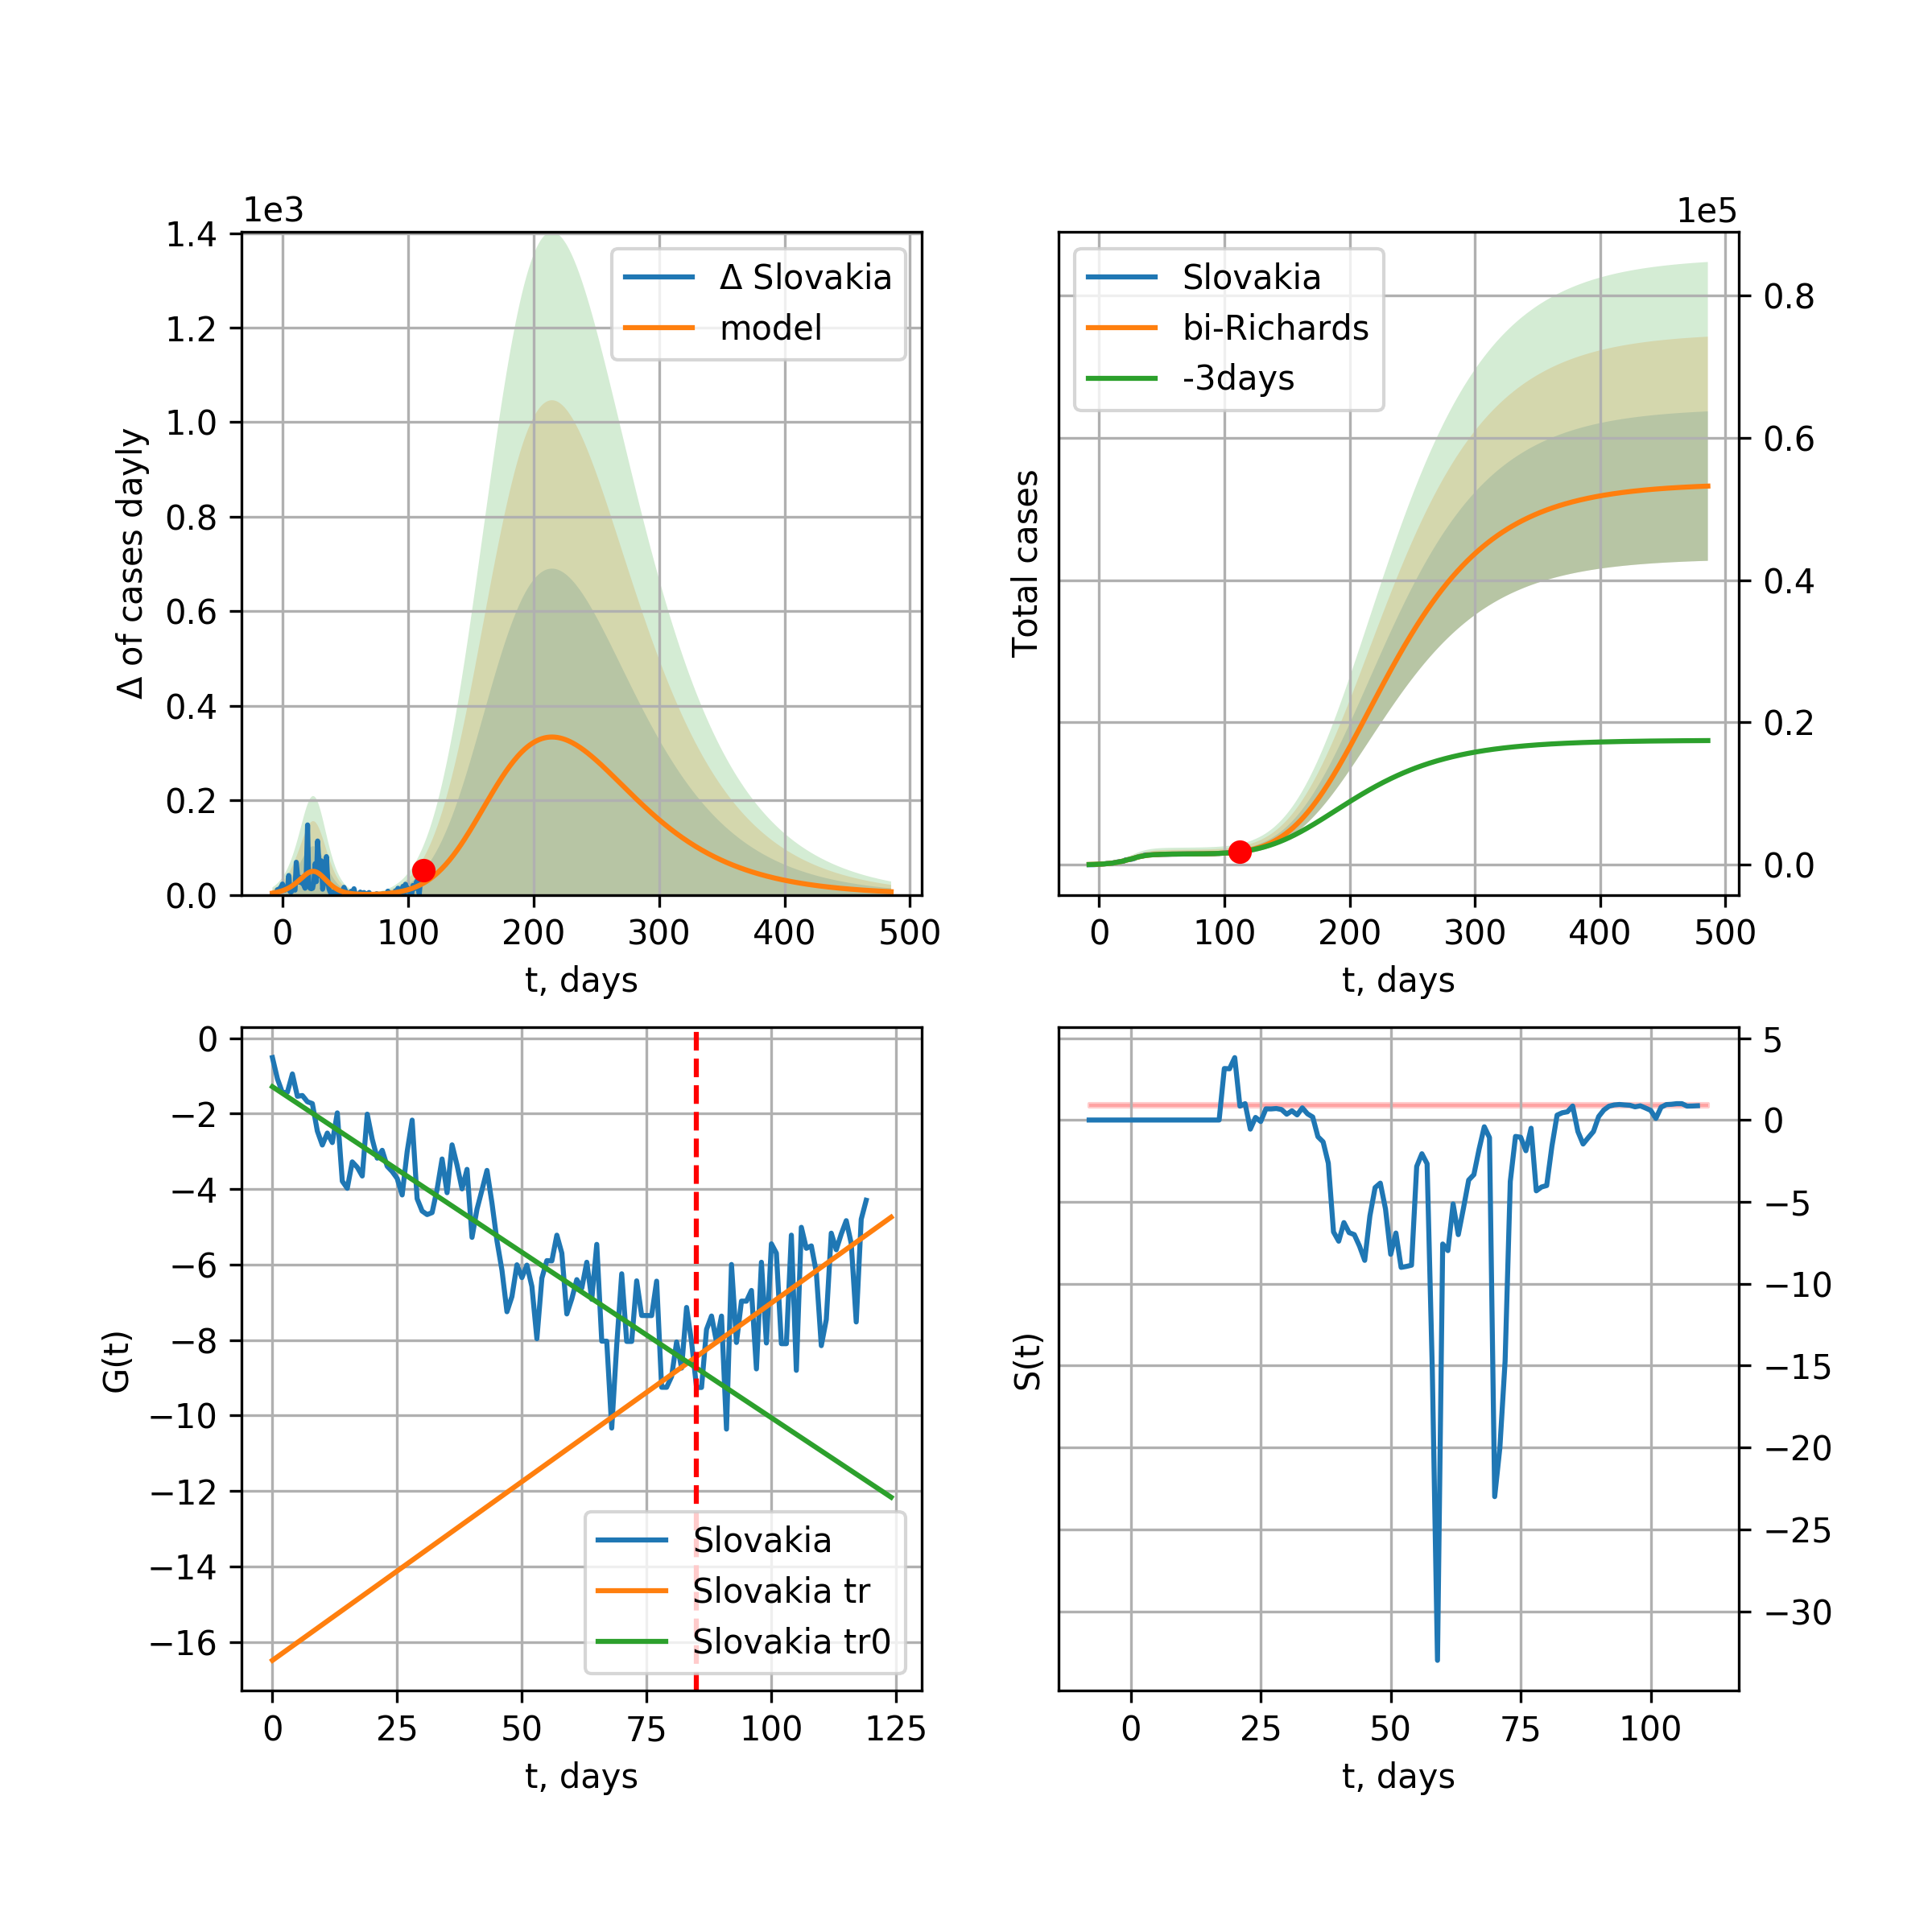 1e3
1.4
1.2
1.0
0.8
0.6
0.4
0.2
0.0
Δ of cases dayly
0 100 200 300 400 500
t, days
Δ Slovakia
model
1e5
0.8
0.6
0.4
0.2
0.0
Total cases
0 100 200 300 400 500
t, days
Slovakia
bi-Richards
-3days
0
−2
−4
−6
−8
−10
−12
−14
−16
G(t)
0 25 50 75 100 125
t, days
Slovakia
Slovakia tr
Slovakia tr0
5
0
−5
−10
−15
−20
−25
−30
S(t)
0 25 50 75 100
t, days